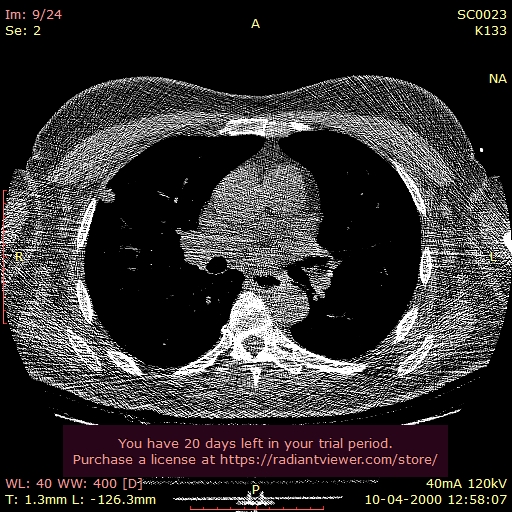 Im: 9/24
Se: 2
A
SC0023
K133
NA
R
L
You have 20 days left in your trial period.
Purchase a license at https://radiantviewer.com/store/
WL: 40 WW: 400 [D]
T: 1.3mm L: -126.3mm
P
40mA 120kV
10-04-2000 12:58:07